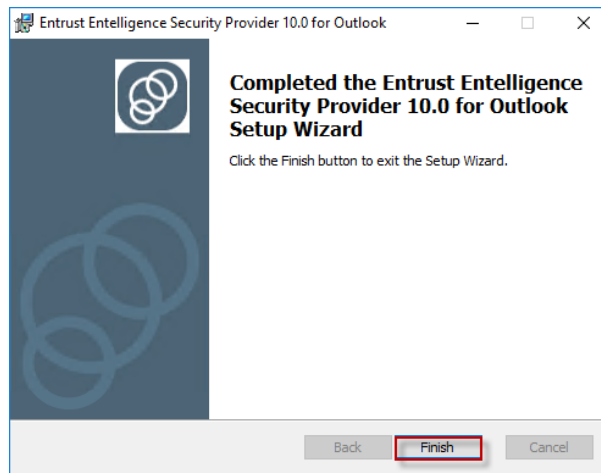 Entrust Entelligence Security Provider 10.0 for Outlook
Completed the Entrust Entelligence
Security Provider 10.0 for Outlook
Setup Wizard
Click the Finish button to exit the Setup Wizard.
Back Finish Cancel